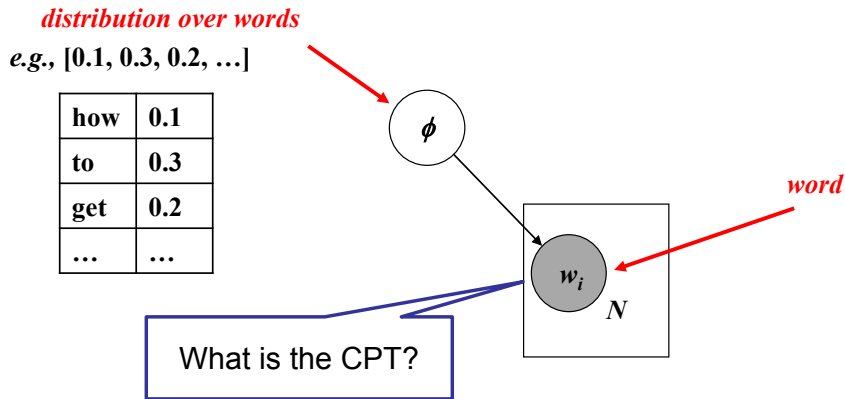 distribution over words
e.g., [0.1, 0.3, 0.2, …]
how 0.1
to 0.3
get 0.2
… …
ϕ
word
w_i
N
What is the CPT?